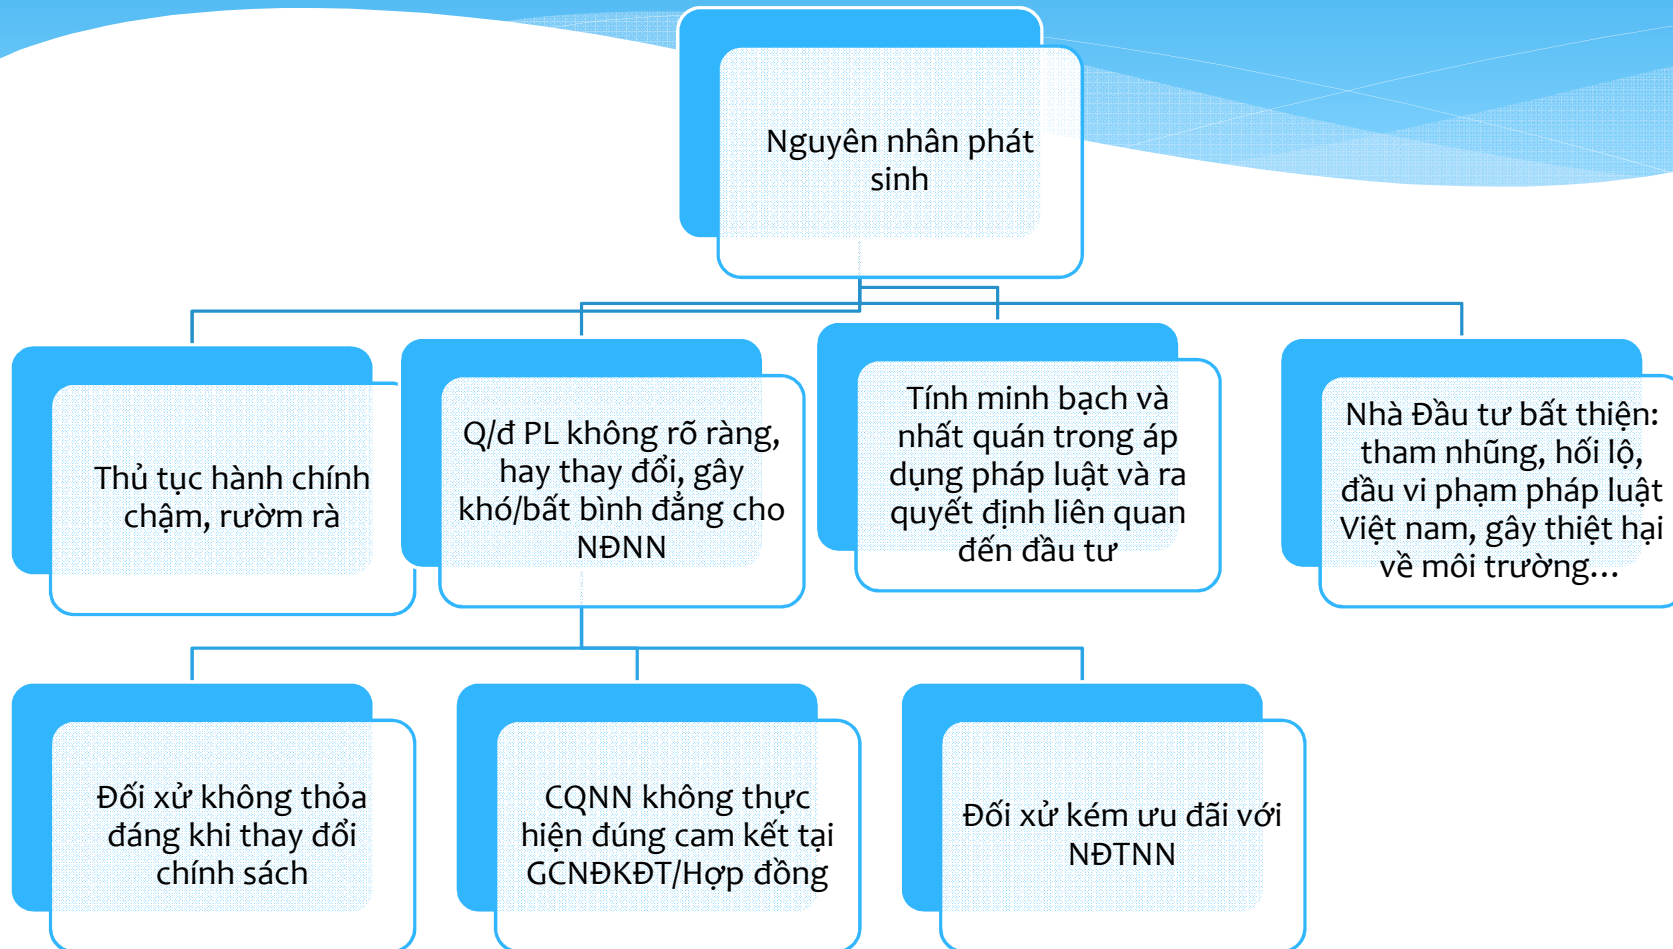 Nguyên nhân phát
sinh
Thủ tục hành chính
chậm, rườm rà
Q/đ PL không rõ ràng,
hay thay đổi, gây
khó/bất bình đẳng cho
NĐNN
Tính minh bạch và
nhất quán trong áp
dụng pháp luật và ra
quyết định liên quan
đến đầu tư
Nhà Đầu tư bất thiện:
tham nhũng, hối lộ,
đầu vi phạm pháp luật
Việt nam, gây thiệt hại
về môi trường...
Đối xử không thỏa
đáng khi thay đổi
chính sách
CQNN không thực
hiện đúng cam kết tại
GCNĐKĐT/Hợp đồng
Đối xử kém ưu đãi với
NĐTNN